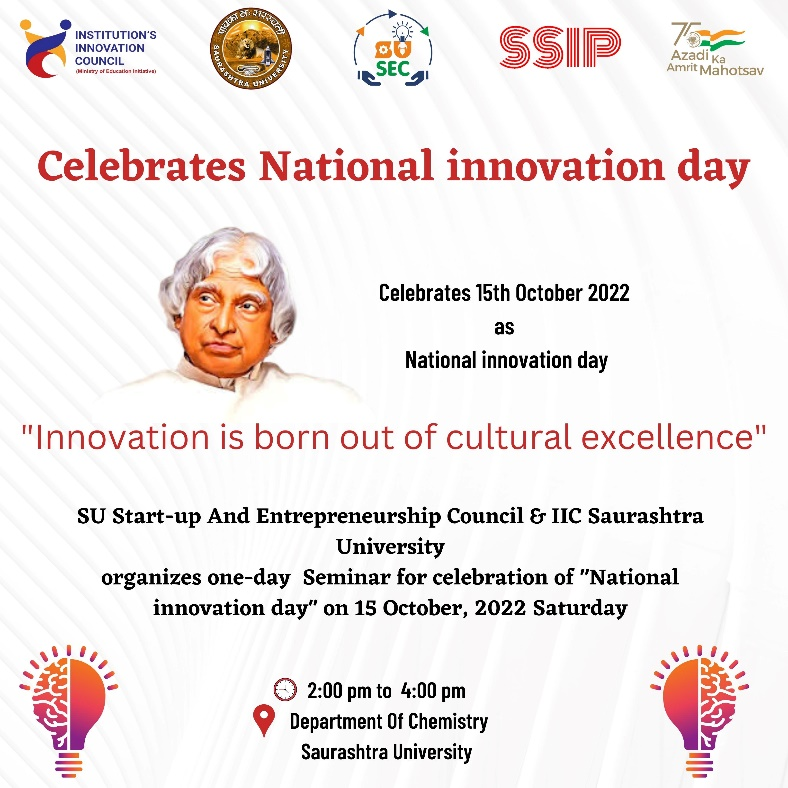 INSTITUTION'S
INNOVATION
COUNCIL
(Ministry of Education Initiative)
SAURASHTRA UNIVERSITY
SU
SEC
SSIP
75
Azadi Ka
Amrit Mahotsav
Celebrates National innovation day
Celebrates 15th October 2022
as
National innovation day
"Innovation is born out of cultural excellence"
SU Start-up And Entrepreneurship Council & IIC Saurashtra
University
organizes one-day Seminar for celebration of "National
innovation day" on 15 October, 2022 Saturday
2:00 pm to 4:00 pm
Department Of Chemistry
Saurashtra University